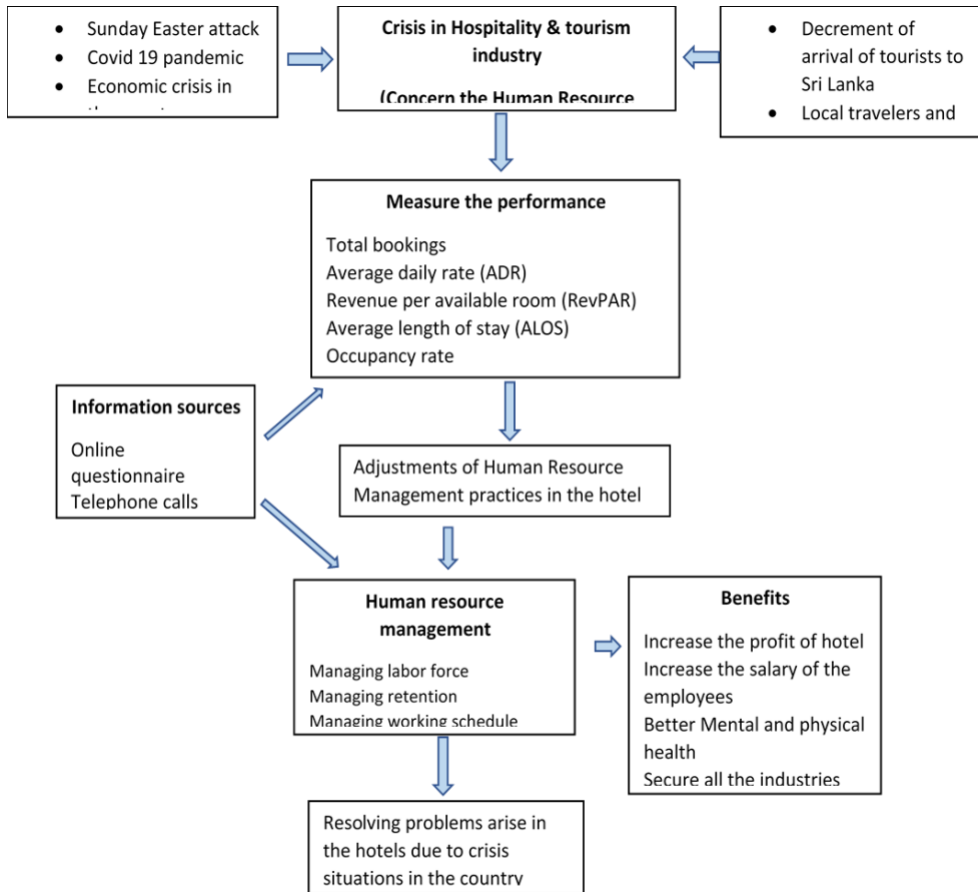 • Sunday Easter attack
• Covid 19 pandemic
• Economic crisis in
Crisis in Hospitality & tourism
industry
(Concern the Human Resource
• Decrement of
arrival of tourists to
Sri Lanka
• Local travelers and
Measure the performance
Total bookings
Average daily rate (ADR)
Revenue per available room (RevPAR)
Average length of stay (ALOS)
Occupancy rate
Information sources
Online
questionnaire
Telephone calls
Adjustments of Human Resource
Management practices in the hotel
Human resource
management
Managing labor force
Managing retention
Managing working schedule
Benefits
Increase the profit of hotel
Increase the salary of the
employees
Better Mental and physical
health
Secure all the industries
Resolving problems arise in
the hotels due to crisis
situations in the country